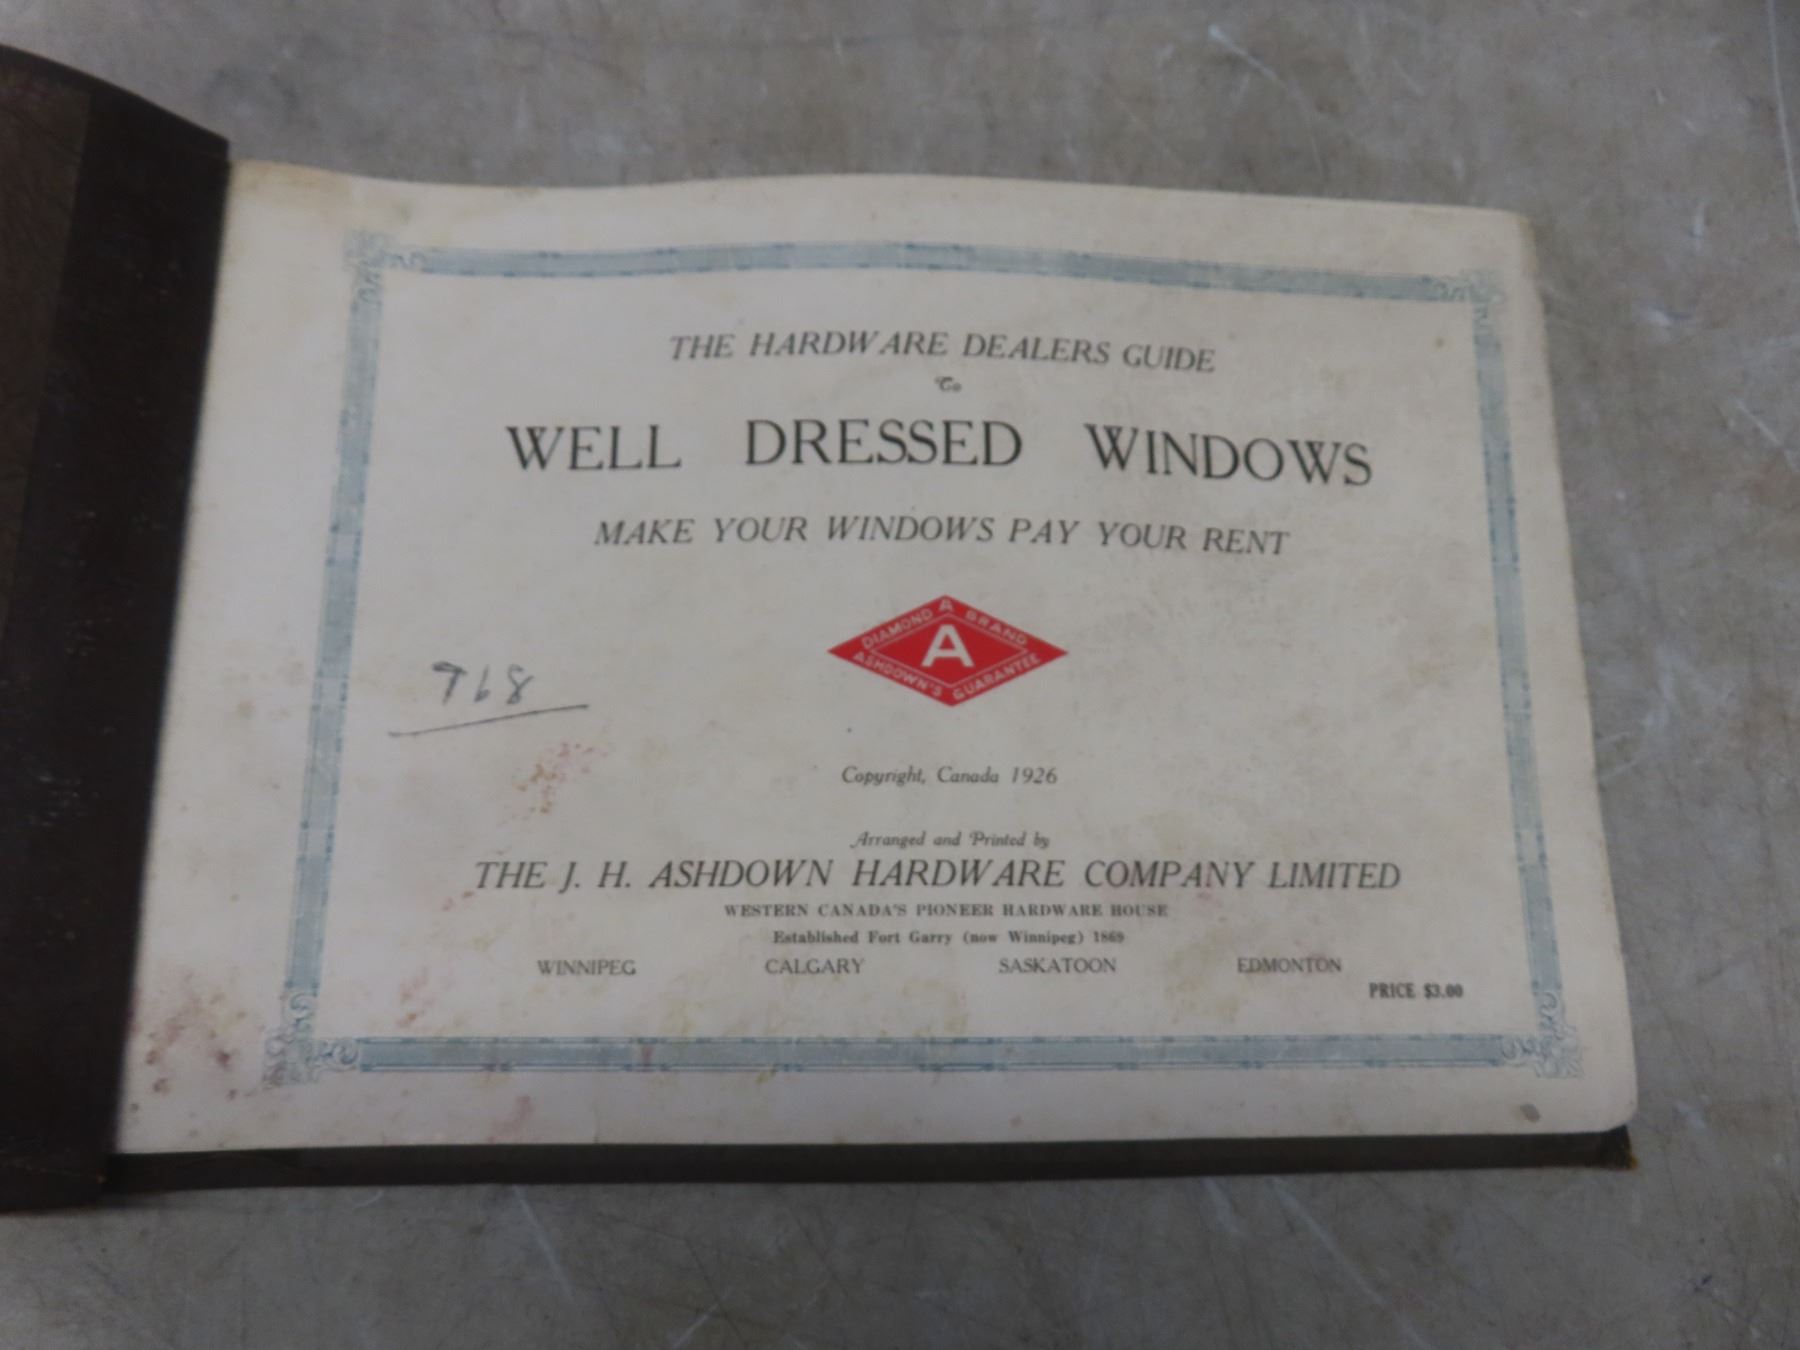 THE HARDWARE DEALERS GUIDE
To
WELL DRESSED WINDOWS
MAKE YOUR WINDOWS PAY YOUR RENT
DIAMOND A BRAND
A
ASHDOWN'S GUARANTEE
768
Copyright, Canada 1926
Arranged and Printed by
THE J. H. ASHDOWN HARDWARE COMPANY LIMITED
WESTERN CANADA'S PIONEER HARDWARE HOUSE
Established Fort Garry (now Winnipeg) 1869
WINNIPEG CALGARY SASKATOON EDMONTON
PRICE $3.00